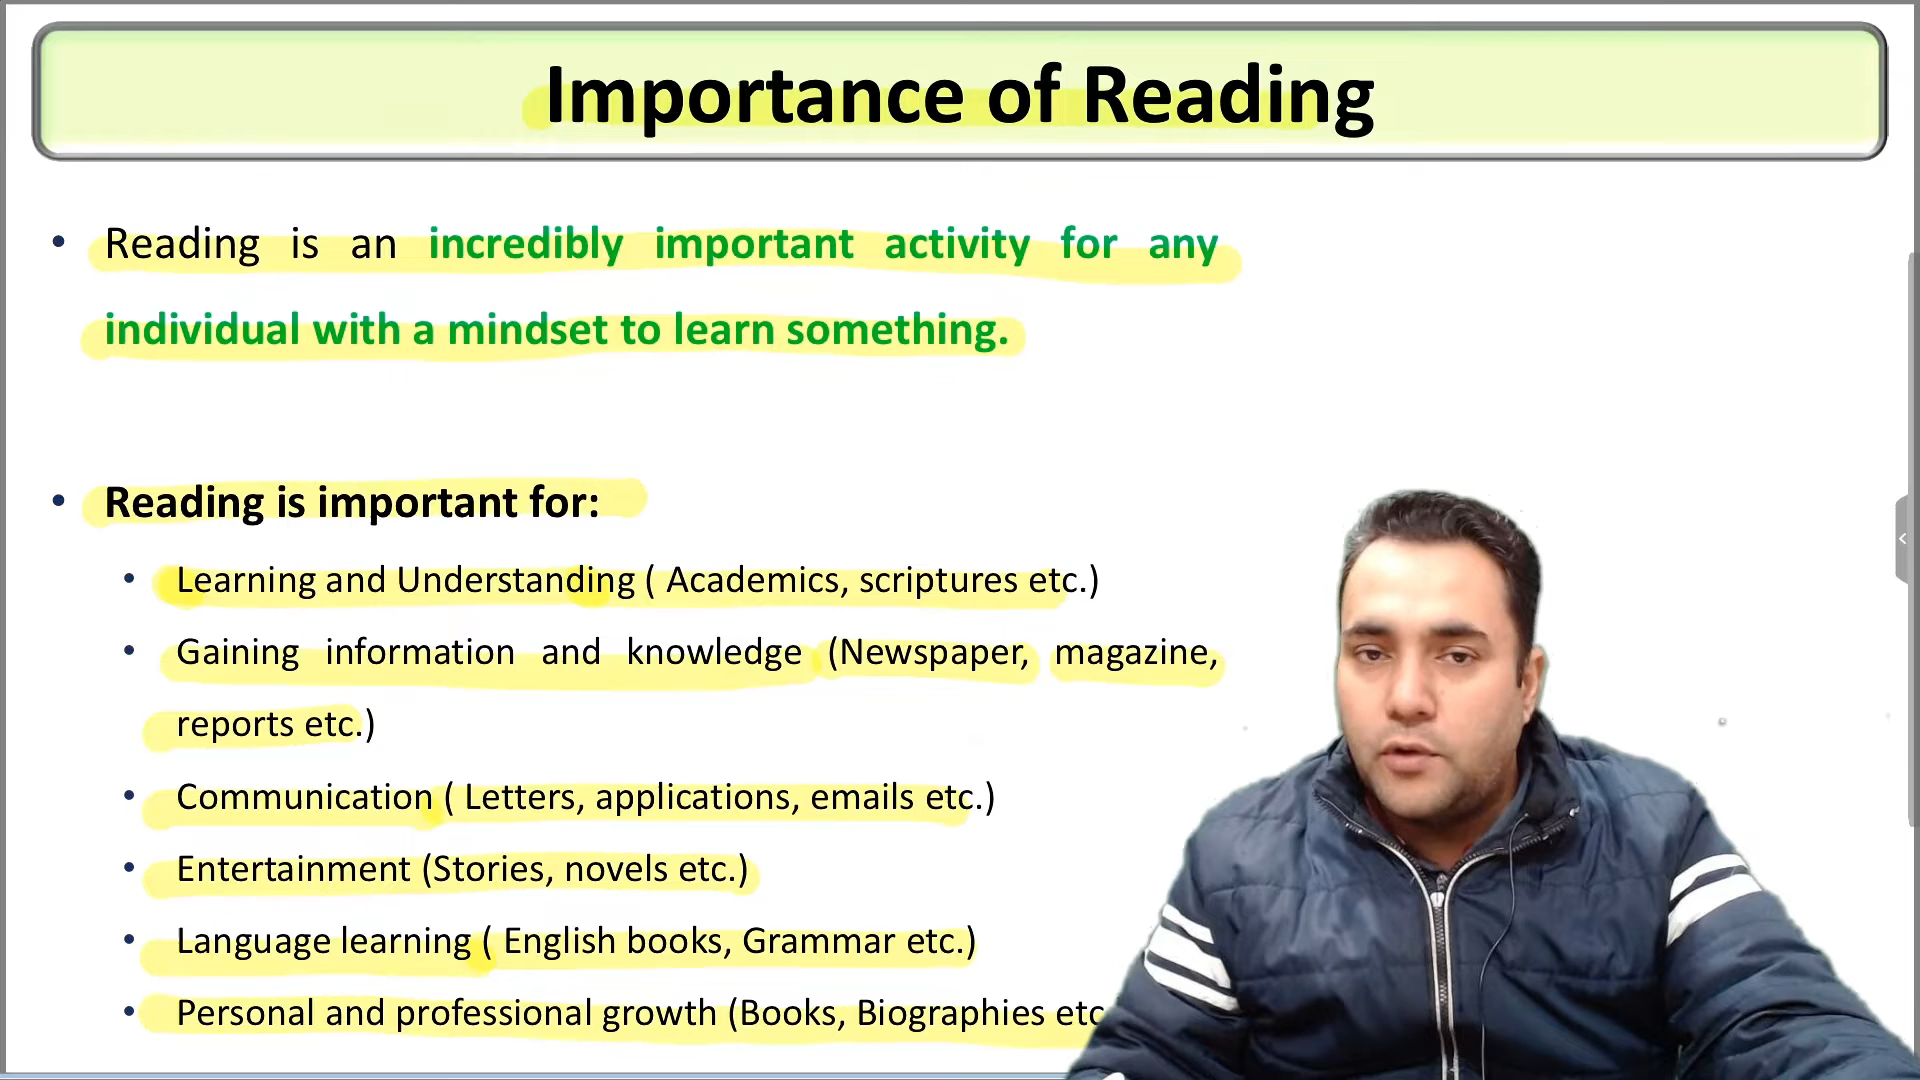 Importance of Reading
• Reading is an incredibly important activity for any
individual with a mindset to learn something.
• Reading is important for:
• Learning and Understanding ( Academics, scriptures etc.)
• Gaining information and knowledge (Newspaper, magazine,
reports etc.)
• Communication ( Letters, applications, emails etc.)
• Entertainment (Stories, novels etc.)
• Language learning ( English books, Grammar etc.)
• Personal and professional growth (Books, Biographies etc